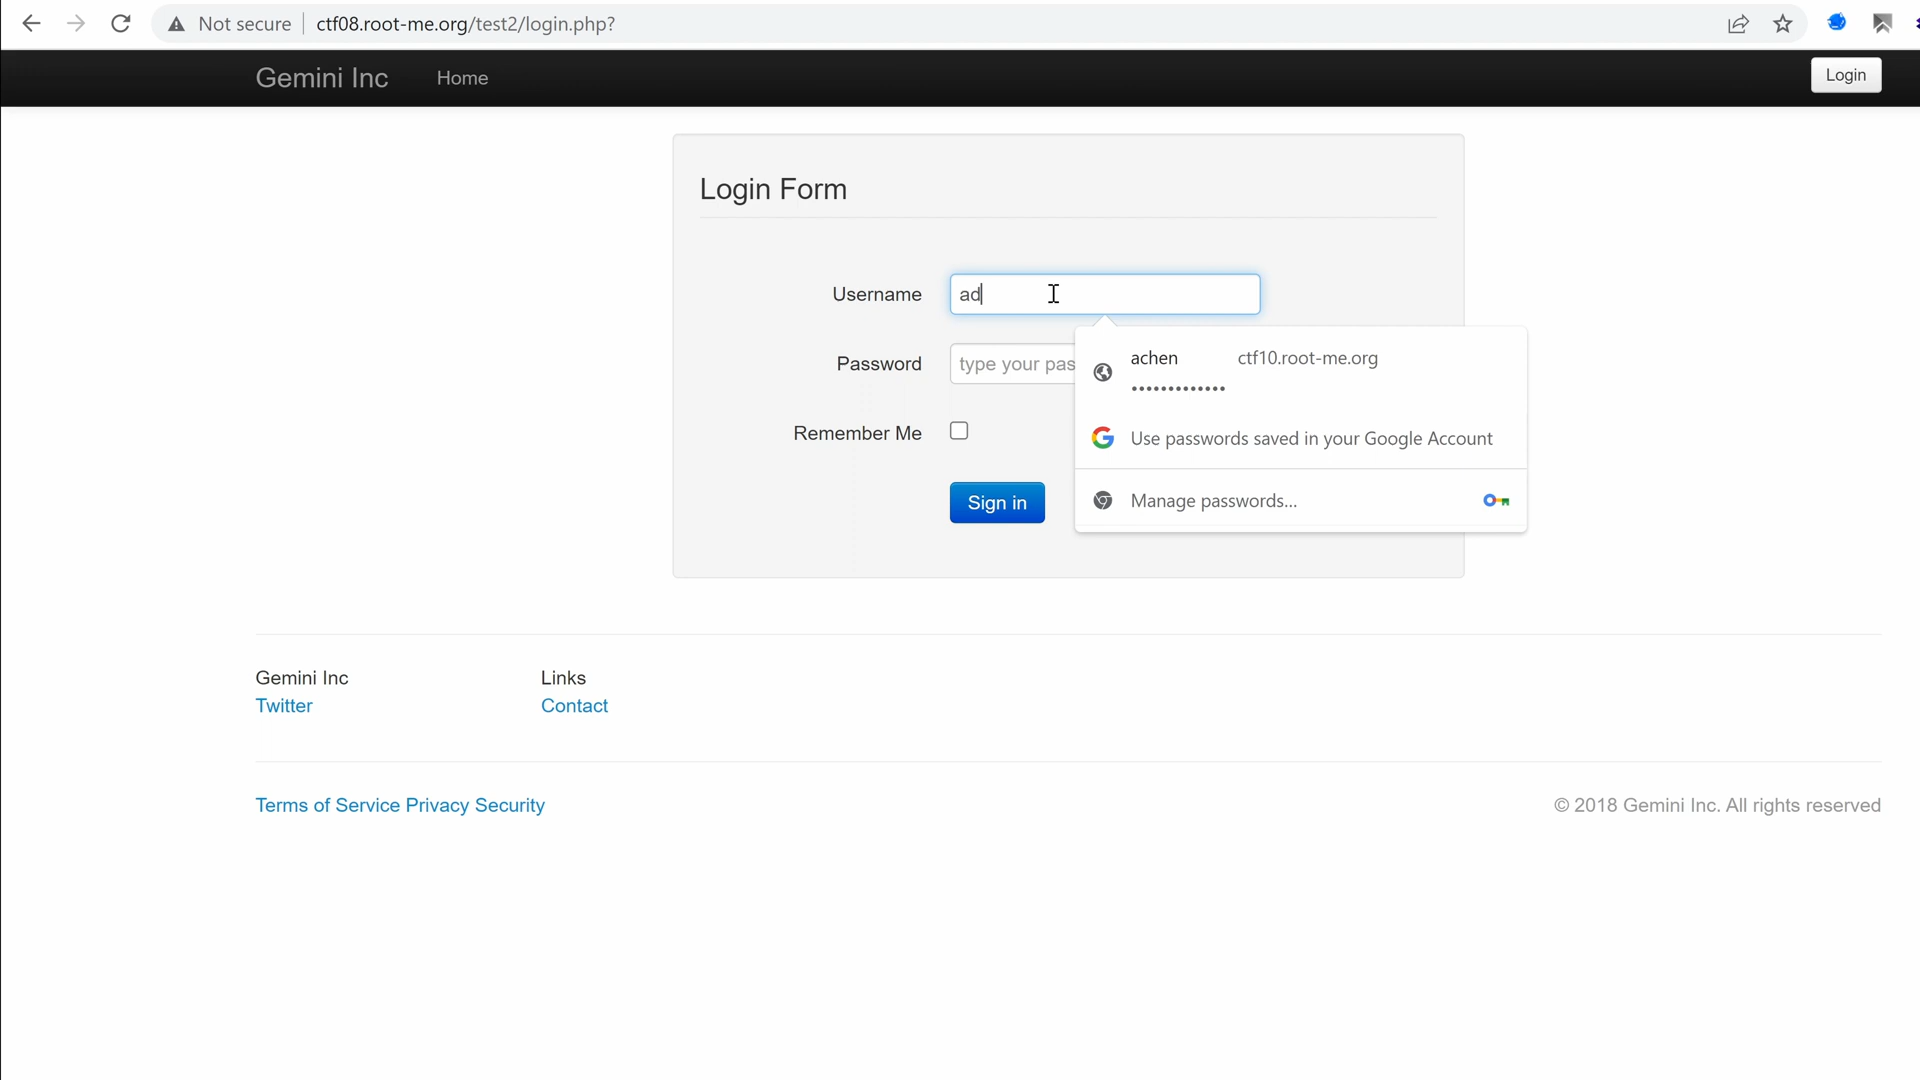 Not secure ctf08.root-me.org/test2/login.php?
Gemini Inc Home Login
Login Form
Username ad
achen ctf10.root-me.org
Password type your pas
•••••••••••••
Remember Me
Use passwords saved in your Google Account
Sign in
Manage passwords...
Gemini Inc Links
Twitter Contact
Terms of Service Privacy Security © 2018 Gemini Inc. All rights reserved